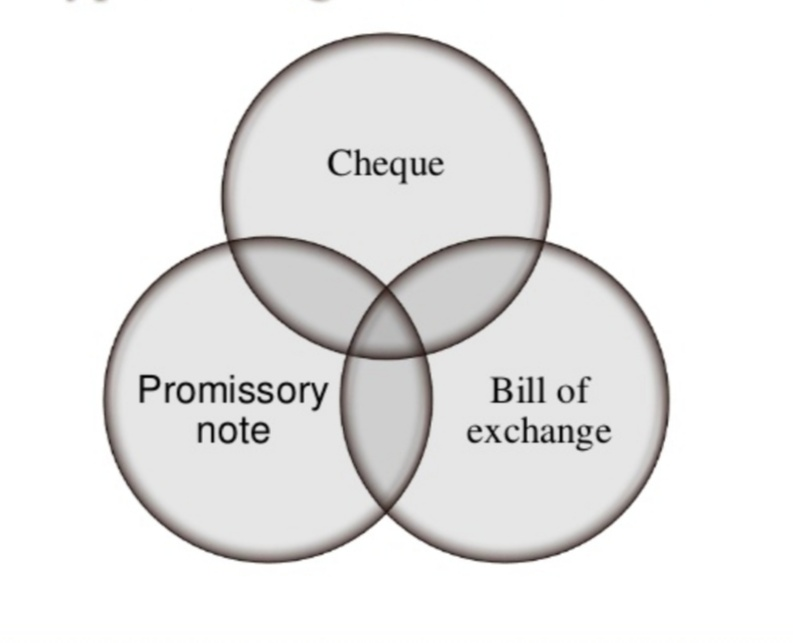 Cheque
Promissory
note
Bill of
exchange